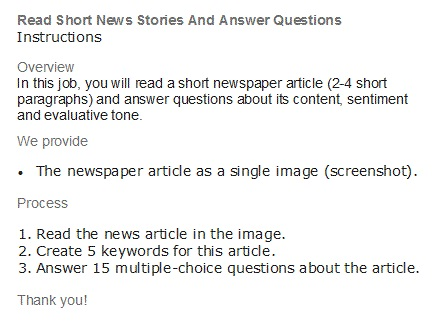 Read Short News Stories And Answer Questions
Instructions
Overview
In this job, you will read a short newspaper article (2-4 short
paragraphs) and answer questions about its content, sentiment
and evaluative tone.
We provide
• The newspaper article as a single image (screenshot).
Process
1. Read the news article in the image.
2. Create 5 keywords for this article.
3. Answer 15 multiple-choice questions about the article.
Thank you!